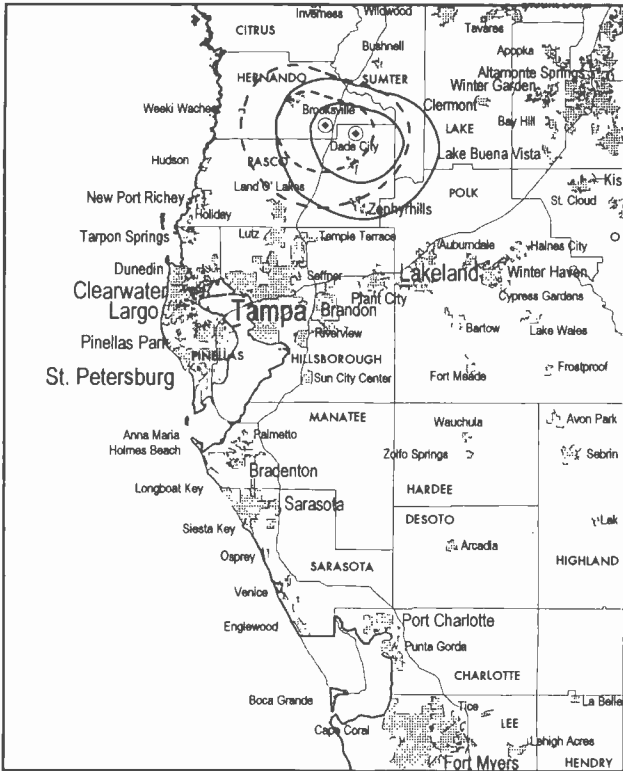 Inverness
Wildwood
CITRUS
Tavares
Bushnell
Apopka
HERNANDO
SUMTER
Altamonte Springs
Winter Garden
Weeki Wachee
Brooksville
Clermont
LAKE
Bay Hill
Dade City
Hudson
PASCO
Lake Buena Vista
Land O' Lakes
POLK
Kis
New Port Richey
Zephyrhills
St. Cloud
Holiday
Tarpon Springs
Lutz
Temple Terrace
Auburndale
Haines City
Dunedin
Seffner
Lakeland
Winter Haven
Clearwater
Plant City
Cypress Gardens
Largo
Tampa
Brandon
Bartow
Lake Wales
Pinellas Park
Riverview
PINELLAS
HILLSBOROUGH
St. Petersburg
Sun City Center
Fort Meade
Frostproof
MANATEE
Wauchula
Avon Park
Anna Maria
Palmetto
Holmes Beach
Zolfo Springs
Sebrin
Bradenton
Longboat Key
HARDEE
Sarasota
Siesta Key
DESOTO
Lak
Arcadia
Osprey
SARASOTA
HIGHLAND
Venice
Englewood
Port Charlotte
Punta Gorda
CHARLOTTE
Boca Grande
La Belle
Tice
LEE
Cape Coral
Lehigh Acres
Fort Myers
HENDRY